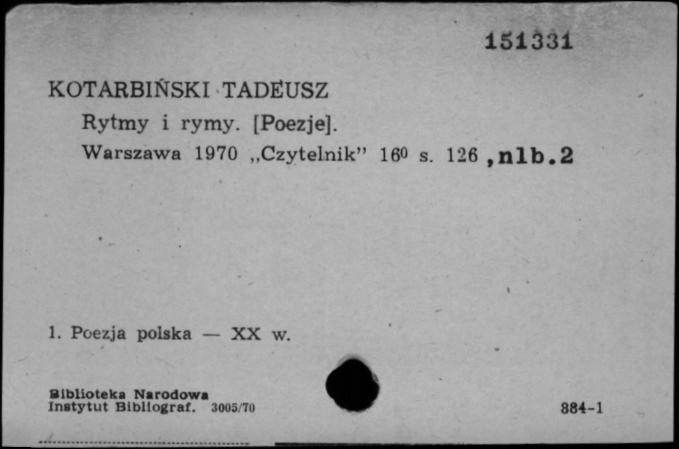 151331
KOTARBIŃSKI TADEUSZ
Rytmy i rymy. [Poezje].
Warszawa 1970 „Czytelnik” 16⁰ s. 126 , nlb.2
1. Poezja polska — XX w.
Biblioteka Narodowa
Instytut Bibliograf. 3005/70
884-1